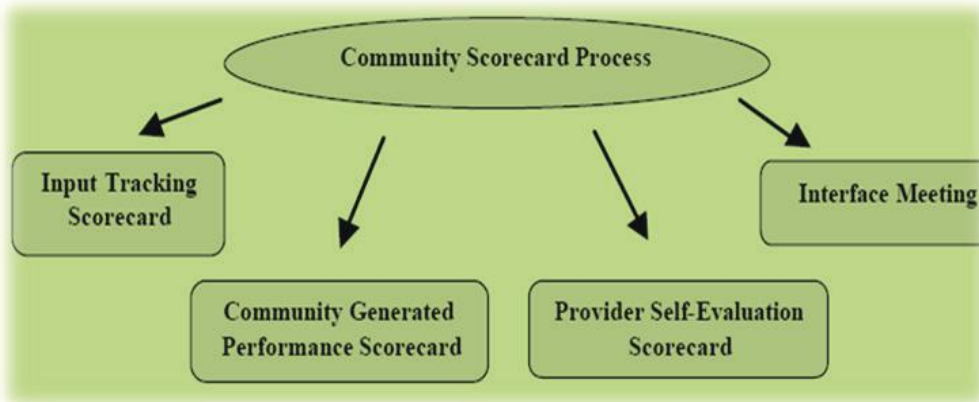 Community Scorecard Process
Input Tracking
Scorecard
Interface Meeting
Community Generated
Performance Scorecard
Provider Self-Evaluation
Scorecard